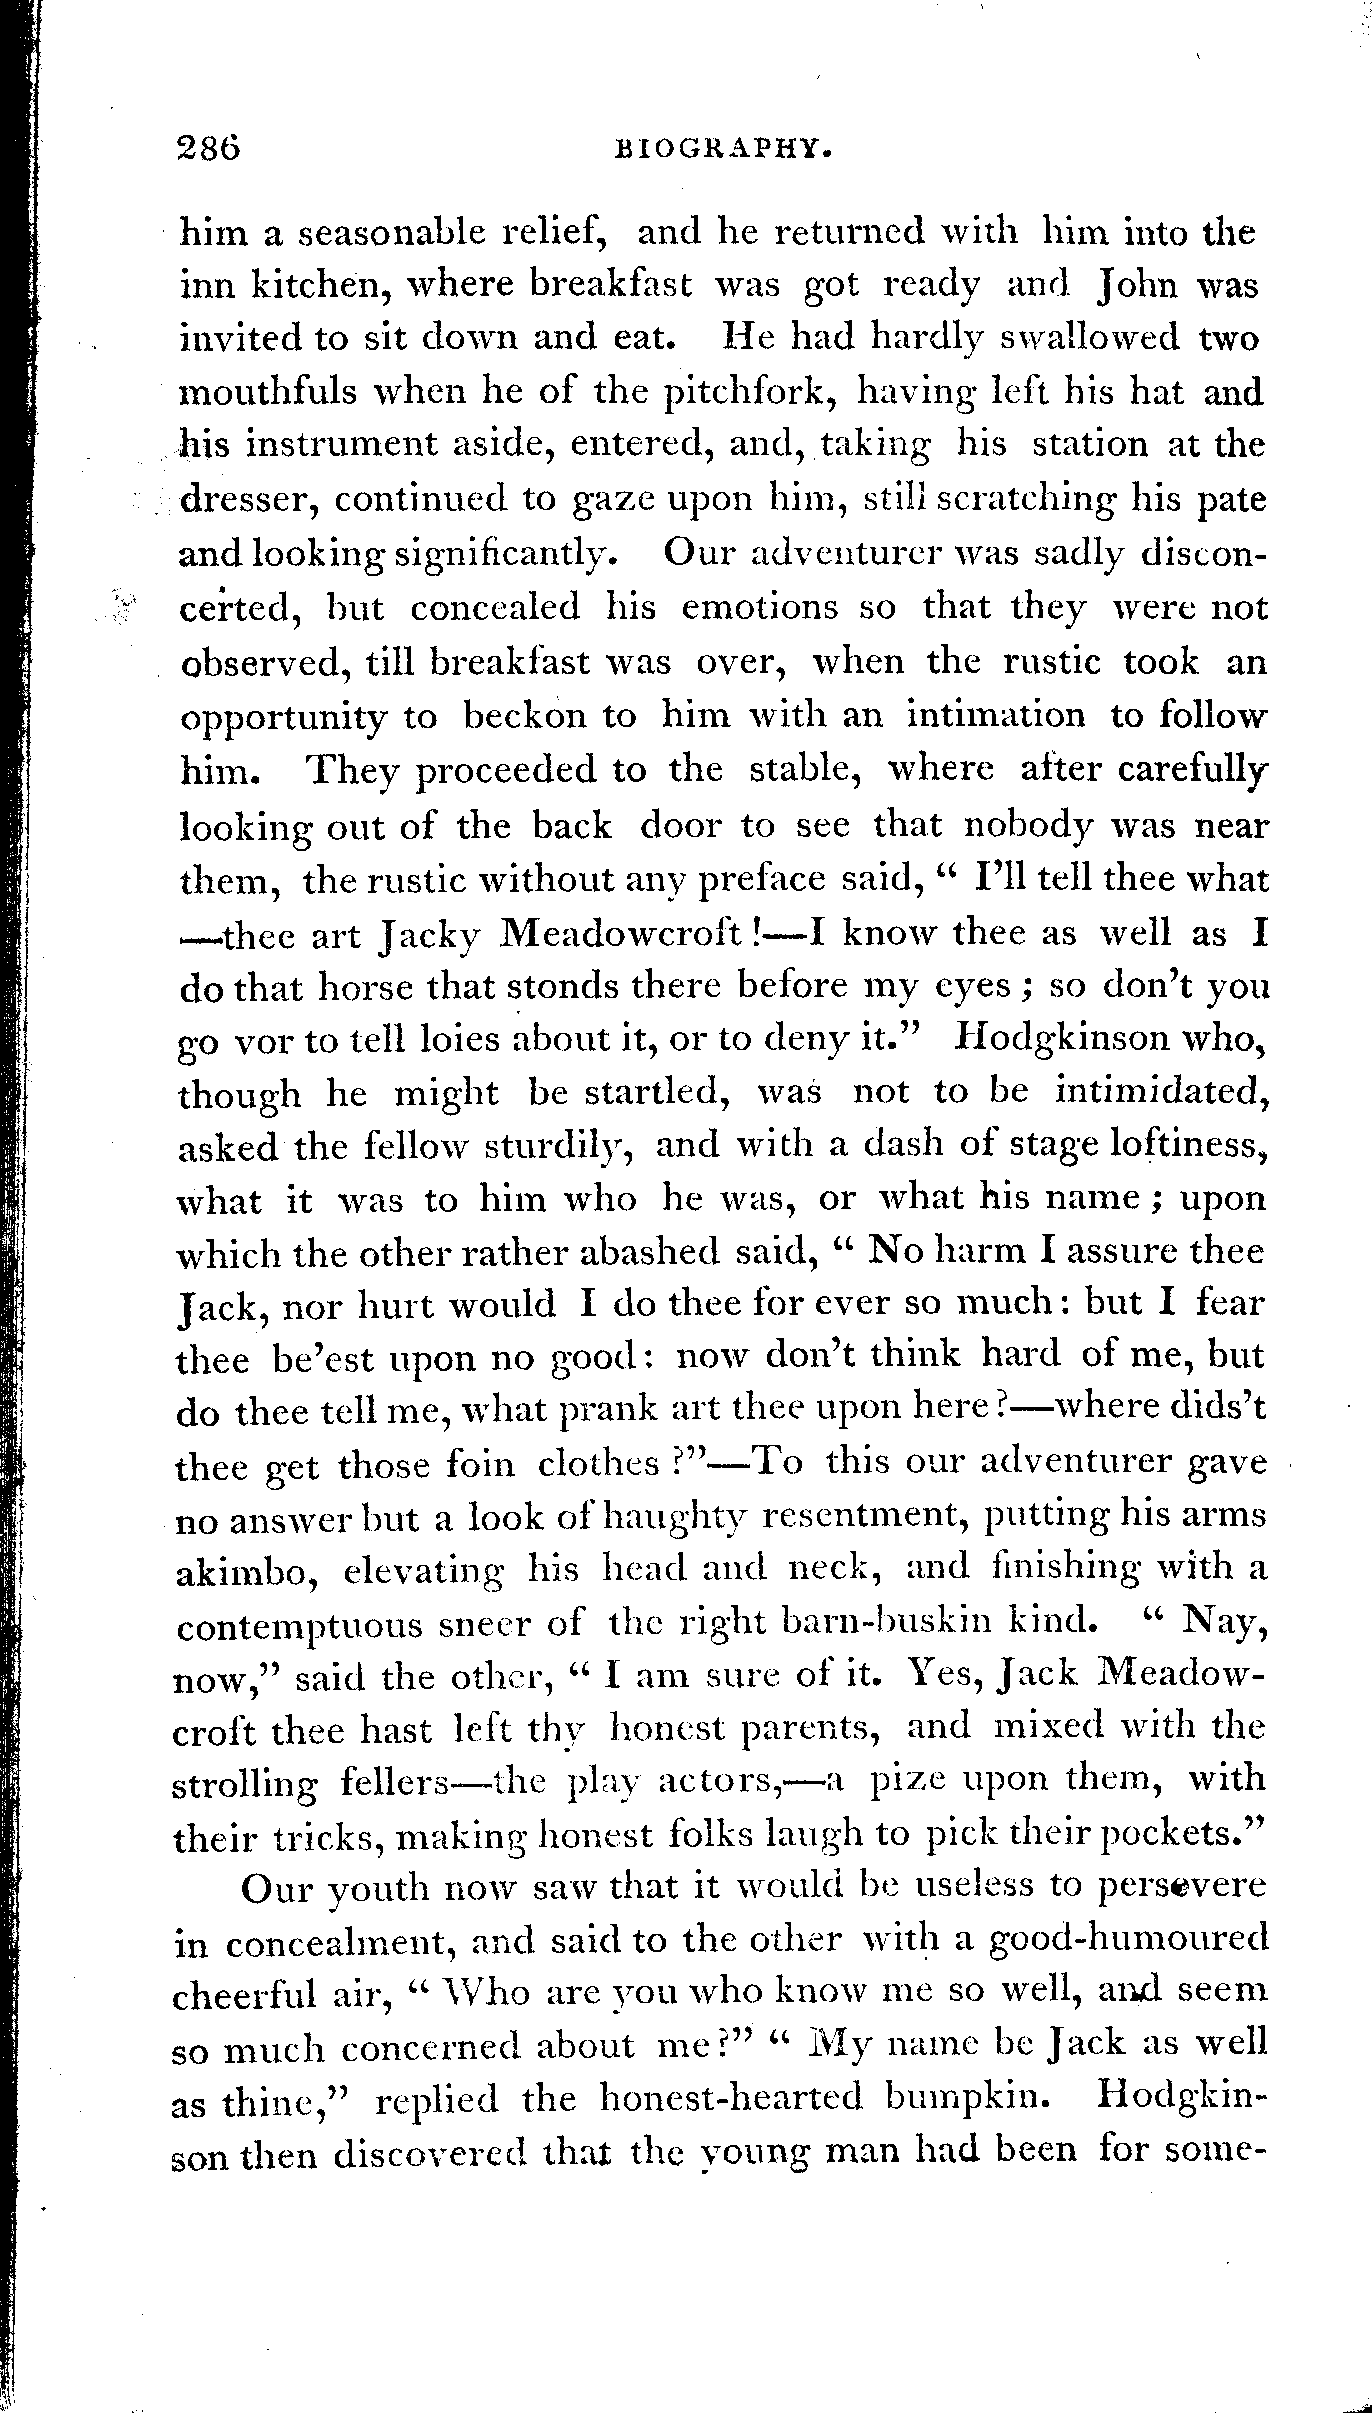 286 BIOGRAPHY.
him a seasonable relief, and he returned with him into the
inn kitchen, where breakfast was got ready and John was
invited to sit down and eat. He had hardly swallowed two
mouthfuls when he of the pitchfork, having left his hat and
his instrument aside, entered, and, taking his station at the
dresser, continued to gaze upon him, still scratching his pate
and looking significantly. Our adventurer was sadly discon-
certed, but concealed his emotions so that they were not
observed, till breakfast was over, when the rustic took an
opportunity to beckon to him with an intimation to follow
him. They proceeded to the stable, where after carefully
looking out of the back door to see that nobody was near
them, the rustic without any preface said, “ I'll tell thee what
—thee art Jacky Meadowcroft!—I know thee as well as I
do that horse that stonds there before my eyes; so don't you
go vor to tell loies about it, or to deny it.” Hodgkinson who,
though he might be startled, was not to be intimidated,
asked the fellow sturdily, and with a dash of stage loftiness,
what it was to him who he was, or what his name; upon
which the other rather abashed said, “ No harm I assure thee
Jack, nor hurt would I do thee for ever so much: but I fear
thee be'est upon no good: now don't think hard of me, but
do thee tell me, what prank art thee upon here?—where dids't
thee get those foin clothes?”—To this our adventurer gave
no answer but a look of haughty resentment, putting his arms
akimbo, elevating his head and neck, and finishing with a
contemptuous sneer of the right barn-buskin kind. “ Nay,
now,” said the other, “ I am sure of it. Yes, Jack Meadow-
croft thee hast left thy honest parents, and mixed with the
strolling fellers—the play actors,—a pize upon them, with
their tricks, making honest folks laugh to pick their pockets.”
Our youth now saw that it would be useless to persevere
in concealment, and said to the other with a good-humoured
cheerful air, “ Who are you who know me so well, and seem
so much concerned about me?” “ My name be Jack as well
as thine,” replied the honest-hearted bumpkin. Hodgkin-
son then discovered that the young man had been for some-